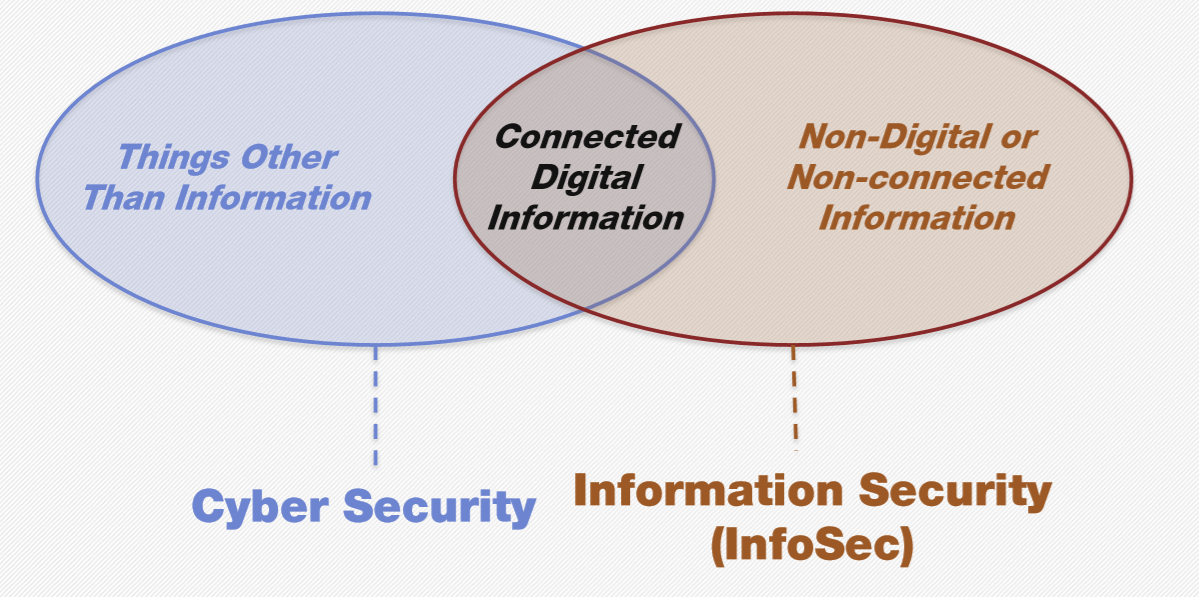 Things Other
Than Information
Connected
Digital
Information
Non-Digital or
Non-connected
Information
Cyber Security
Information Security
(InfoSec)